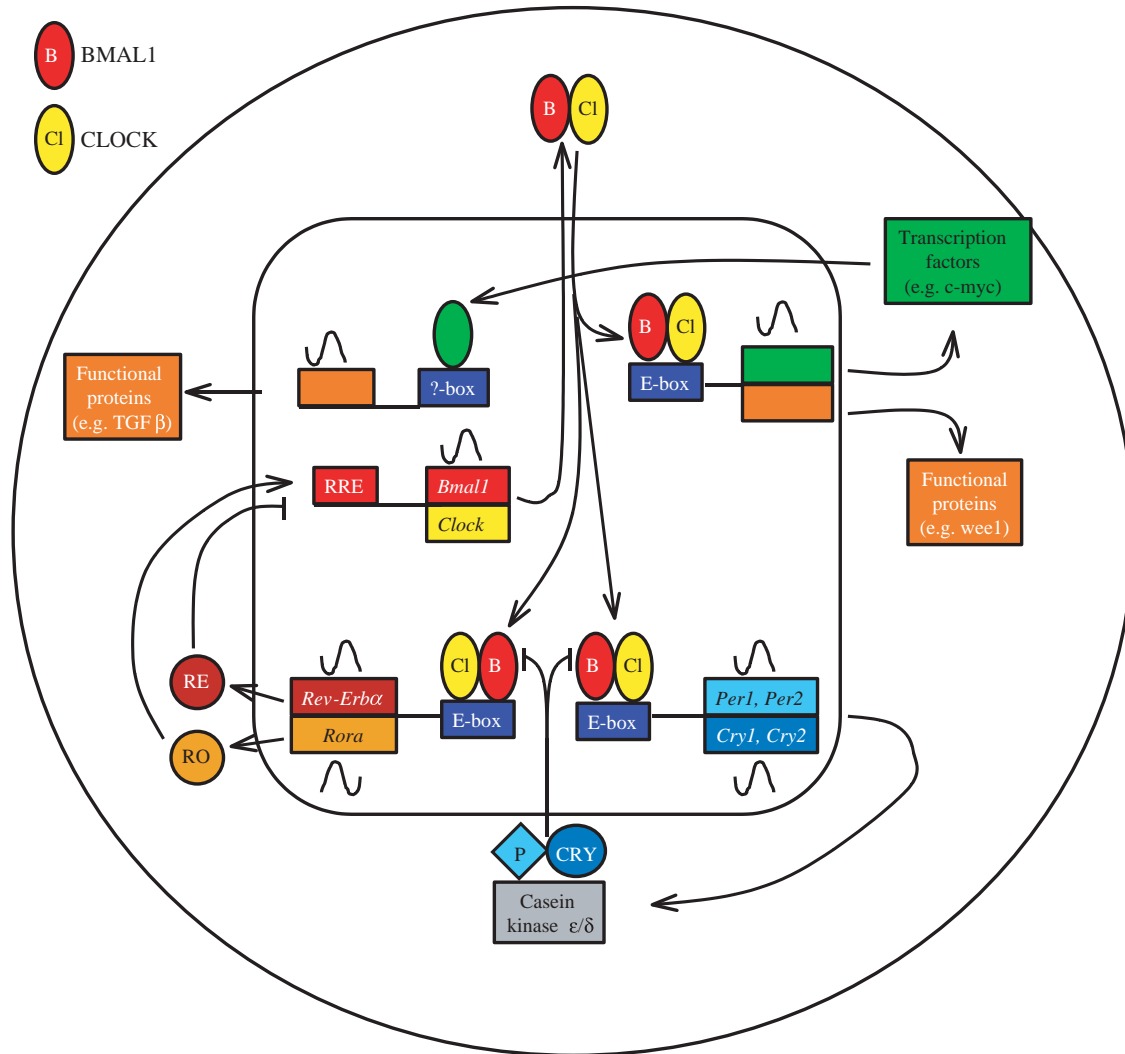 B BMAL1
Cl CLOCK
B Cl
Transcription
factors
(e.g. c-myc)
B Cl
E-box
?-box
Functional
proteins
(e.g. TGF β)
RRE
Bmal1
Clock
Functional
proteins
(e.g. wee1)
Cl B
E-box
B Cl
E-box
RE
RO
Rev-Erbα
Rora
Per1, Per2
Cry1, Cry2
P CRY
Casein
kinase ε/δ